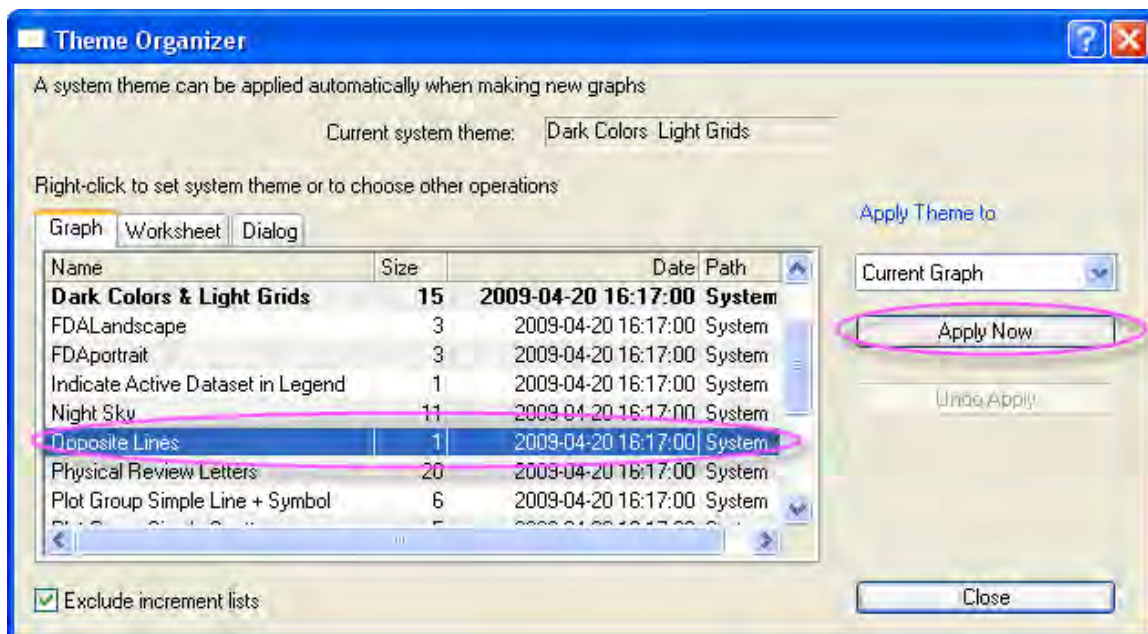 Theme Organizer
A system theme can be applied automatically when making new graphs
Current system theme: Dark Colors Light Grids
Right-click to set system theme or to choose other operations
Graph Worksheet Dialog
Name Size Date Path
Dark Colors & Light Grids 15 2009-04-20 16:17:00 System
FDALandscape 3 2009-04-20 16:17:00 System
FDAportrait 3 2009-04-20 16:17:00 System
Indicate Active Dataset in Legend 1 2009-04-20 16:17:00 System
Night Sky 11 2009-04-20 16:17:00 System
Opposite Lines 1 2009-04-20 16:17:00 System
Physical Review Letters 20 2009-04-20 16:17:00 System
Plot Group Simple Line + Symbol 6 2009-04-20 16:17:00 System
Apply Theme to
Current Graph
Apply Now
Undo Apply
Exclude increment lists
Close